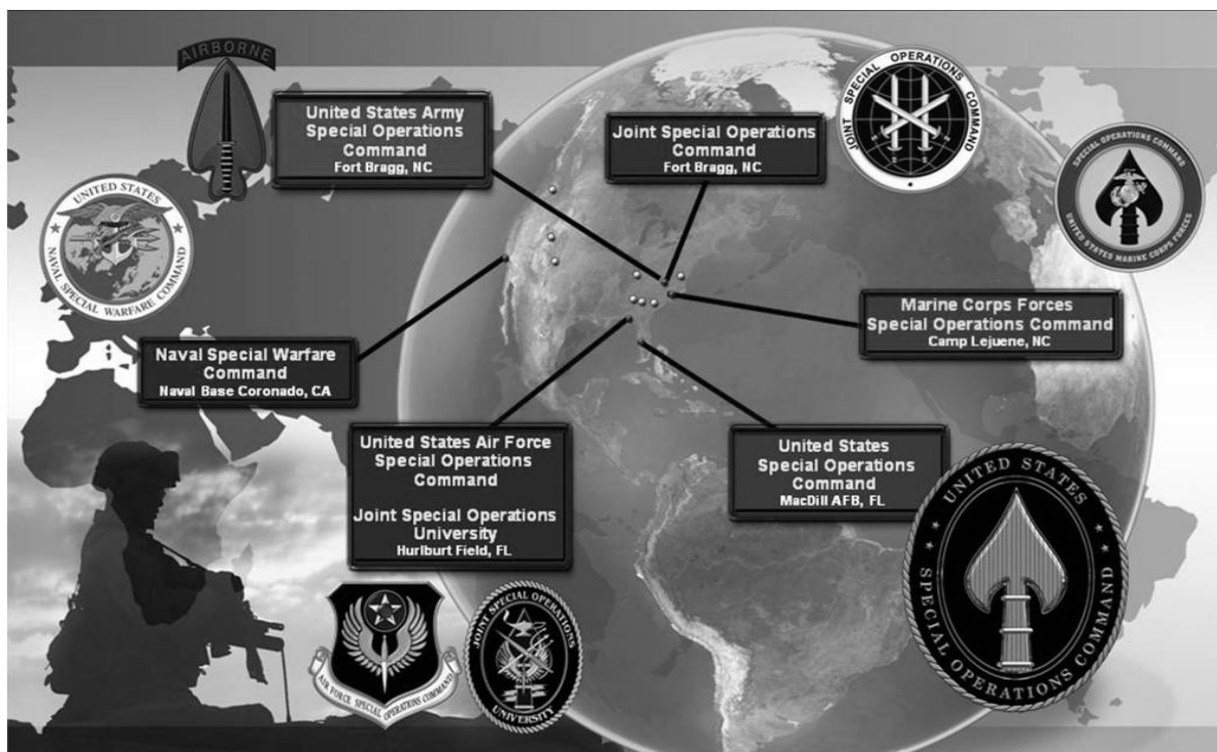 AIRBORNE
United States Army
Special Operations
Command
Fort Bragg, NC
Joint Special Operations
Command
Fort Bragg, NC
JOINT SPECIAL OPERATIONS COMMAND
SPECIAL OPERATIONS COMMAND
UNITED STATES MARINE CORPS FORCES
UNITED STATES
NAVAL SPECIAL WARFARE COMMAND
Marine Corps Forces
Special Operations Command
Camp Lejuene, NC
Naval Special Warfare
Command
Naval Base Coronado, CA
United States Air Force
Special Operations
Command
Joint Special Operations
University
Hurlburt Field, FL
United States
Special Operations
Command
MacDill AFB, FL
UNITED STATES
SPECIAL OPERATIONS COMMAND
AIR FORCE SPECIAL OPERATIONS COMMAND
JOINT SPECIAL OPERATIONS
UNIVERSITY